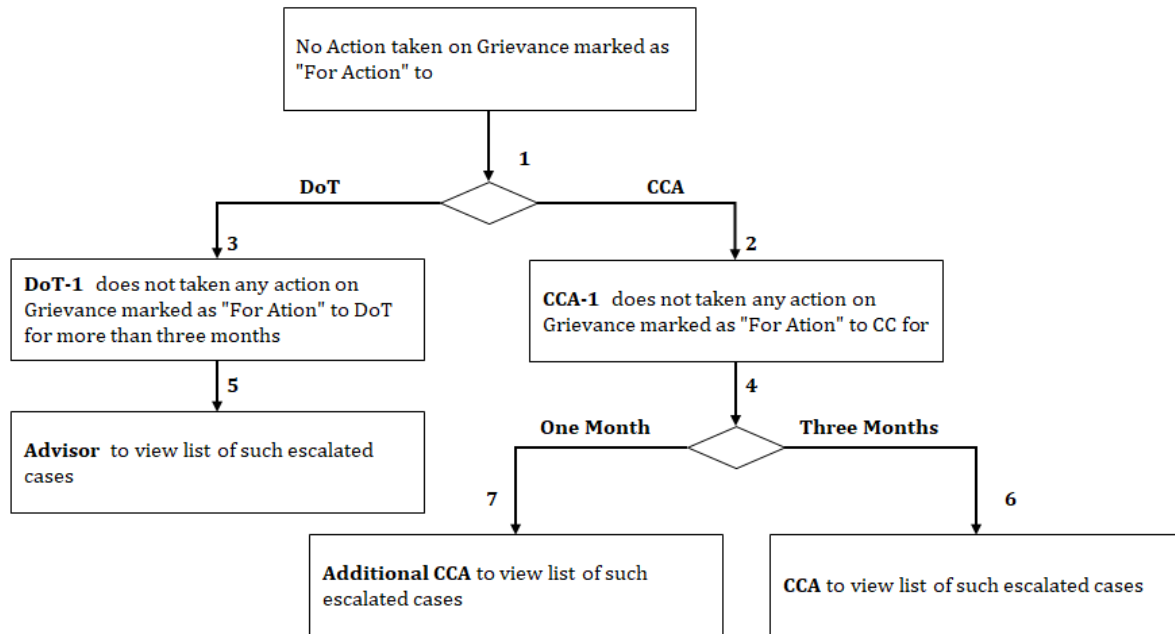 No Action taken on Grievance marked as
"For Action" to
1
DoT
CCA
3
2
DoT-1 does not taken any action on
Grievance marked as "For Ation" to DoT
for more than three months
CCA-1 does not taken any action on
Grievance marked as "For Ation" to CC for
5
4
Advisor to view list of such escalated
cases
One Month
Three Months
7
6
Additional CCA to view list of such
escalated cases
CCA to view list of such escalated cases